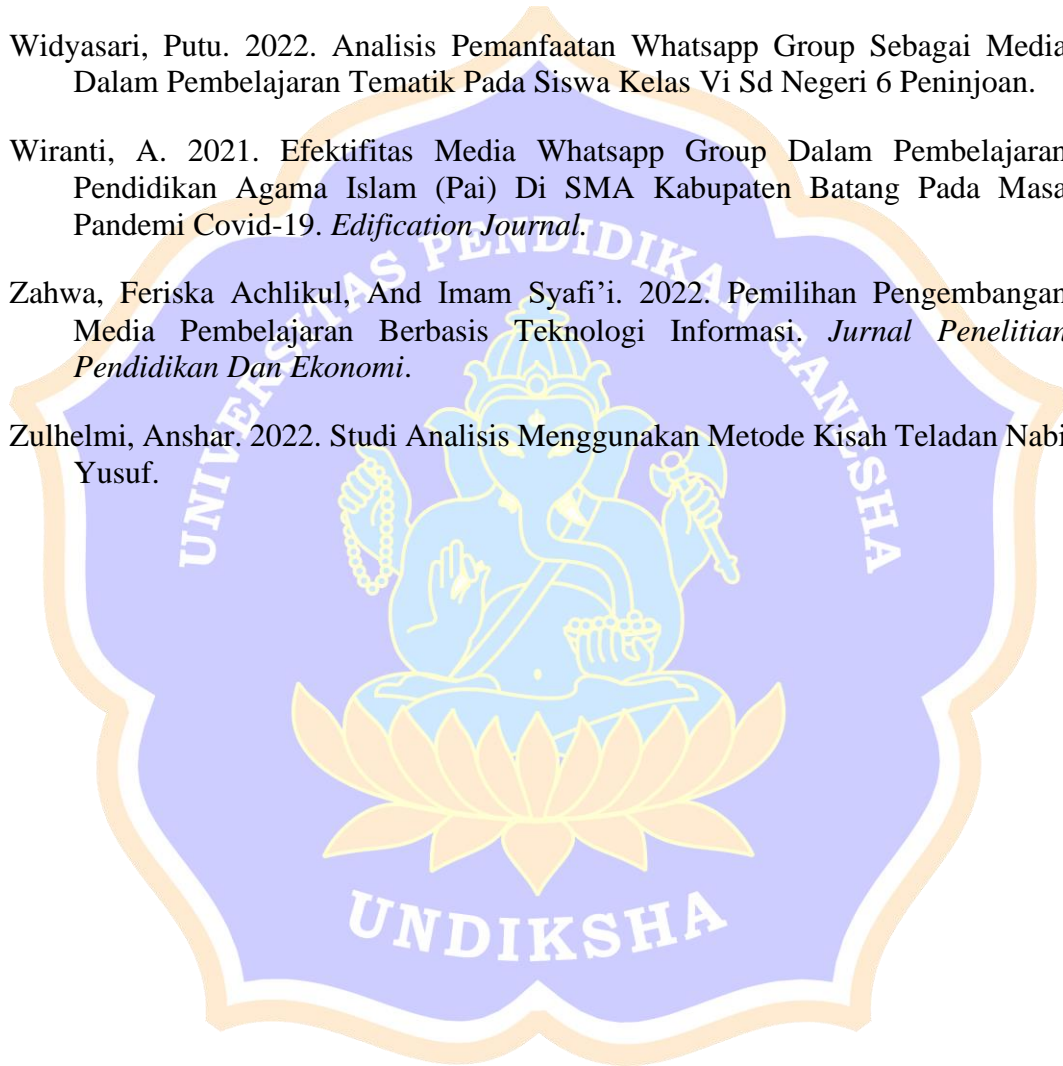 Widyasari, Putu. 2022. Analisis Pemanfaatan Whatsapp Group Sebagai Media
Dalam Pembelajaran Tematik Pada Siswa Kelas Vi Sd Negeri 6 Peninjoan.
Wiranti, A. 2021. Efektifitas Media Whatsapp Group Dalam Pembelajaran
Pendidikan Agama Islam (Pai) Di SMA Kabupaten Batang Pada Masa
Pandemi Covid-19. Edification Journal.
Zahwa, Feriska Achlikul, And Imam Syafi’i. 2022. Pemilihan Pengembangan
Media Pembelajaran Berbasis Teknologi Informasi. Jurnal Penelitian
Pendidikan Dan Ekonomi.
Zulhelmi, Anshar. 2022. Studi Analisis Menggunakan Metode Kisah Teladan Nabi
Yusuf.
UNIVERSITAS PENDIDIKAN GANESHA
UNDIKSHA